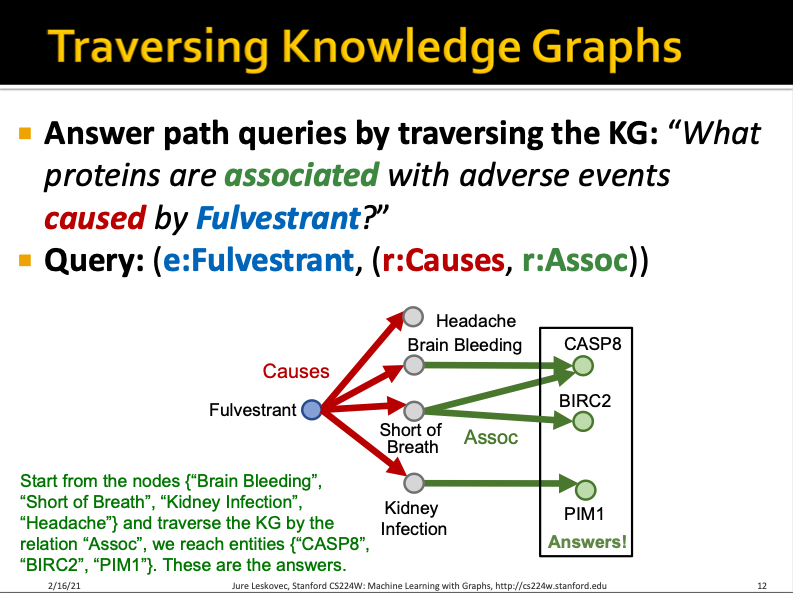 Traversing Knowledge Graphs
Answer path queries by traversing the KG: “What
proteins are associated with adverse events
caused by Fulvestrant?”
Query: (e:Fulvestrant, (r:Causes, r:Assoc))
Headache
Brain Bleeding
CASP8
Causes
BIRC2
Fulvestrant
Short of
Breath
Assoc
Kidney
Infection
PIM1
Answers!
Start from the nodes {“Brain Bleeding”,
“Short of Breath”, “Kidney Infection”,
“Headache”} and traverse the KG by the
relation “Assoc”, we reach entities {“CASP8”,
“BIRC2”, “PIM1”}. These are the answers.
2/16/21
Jure Leskovec, Stanford CS224W: Machine Learning with Graphs, http://cs224w.stanford.edu
12